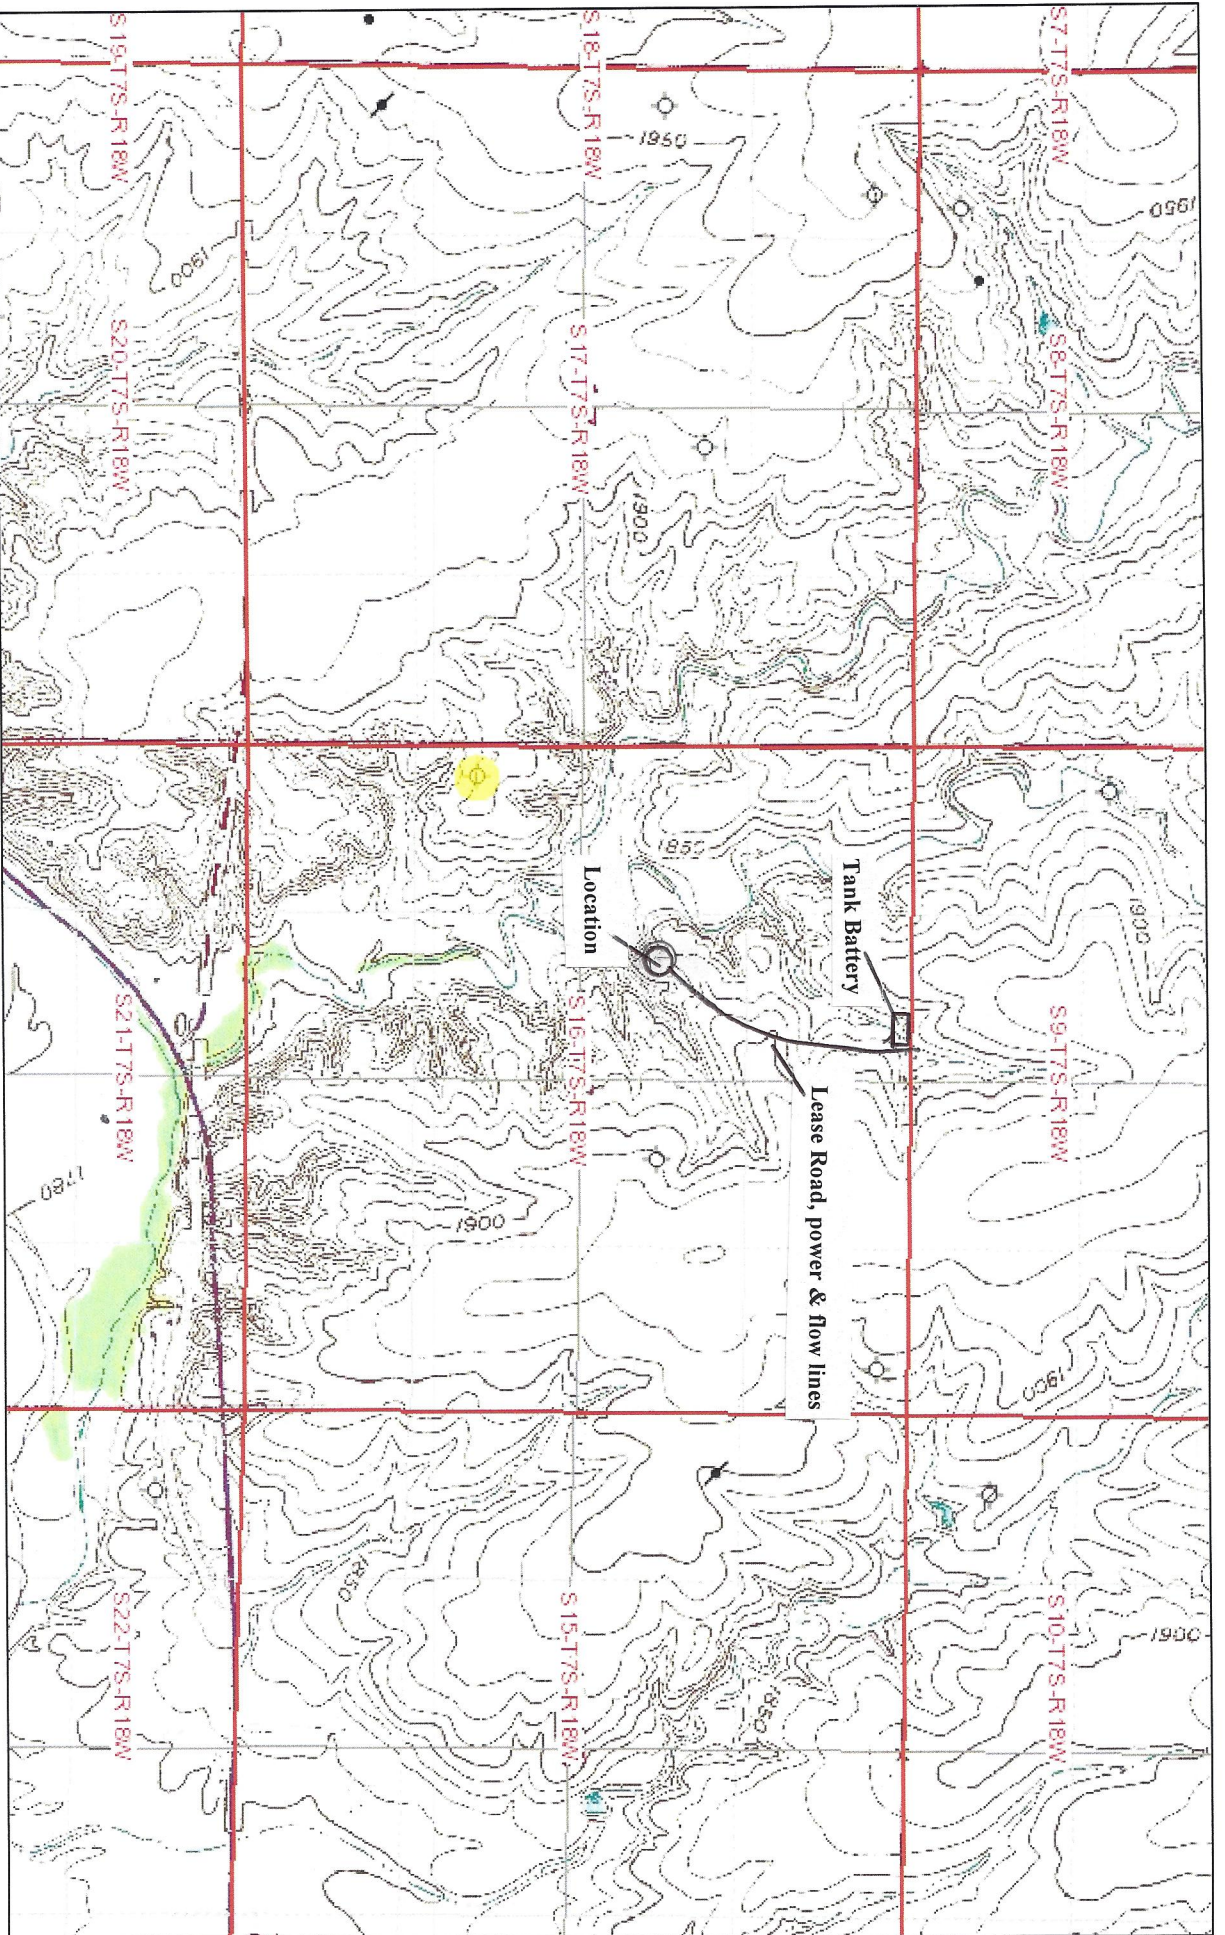 1950
1900
1900
1900
S7-T7S-R18W
S8-T7S-R18W
S9-T7S-R18W
S10-T7S-R18W
Tank Battery
Lease Road, power & flow lines
1850
1850
1950
1900
Location
S18-T7S-R18W
S17-T7S-R18W
S16-T7S-R18W
S15-T7S-R18W
1900
1850
1900
S19-T7S-R18W
S20-T7S-R18W
S21-T7S-R18W
S22-T7S-R18W
1780